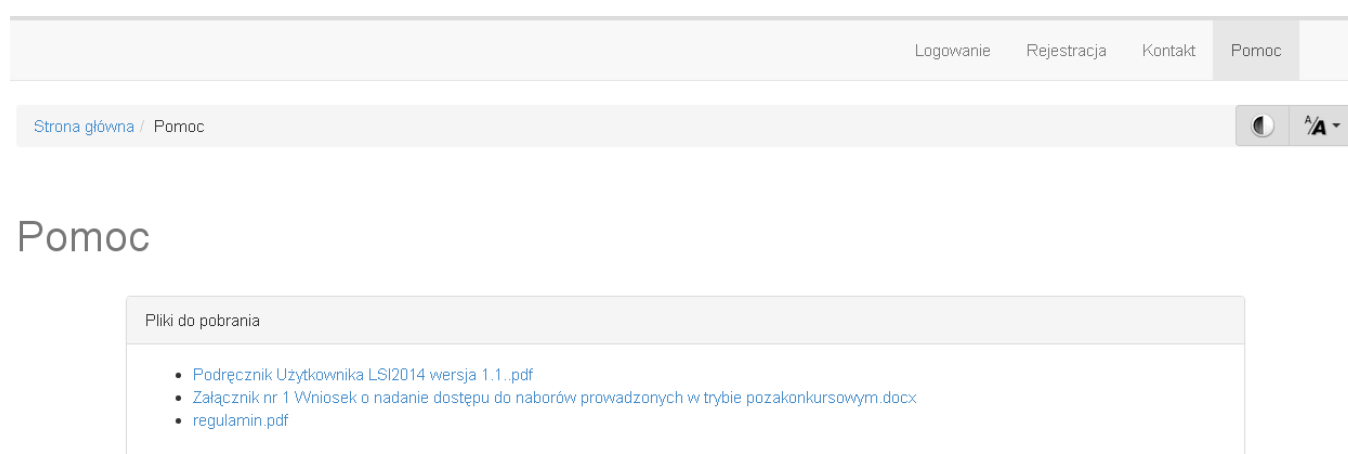 Logowanie Rejestracja Kontakt Pomoc
Strona główna / Pomoc
A/A
Pomoc
Pliki do pobrania
Podręcznik Użytkownika LSI2014 wersja 1.1..pdf
Załącznik nr 1 Wniosek o nadanie dostępu do naborów prowadzonych w trybie pozakonkursowym.docx
regulamin.pdf